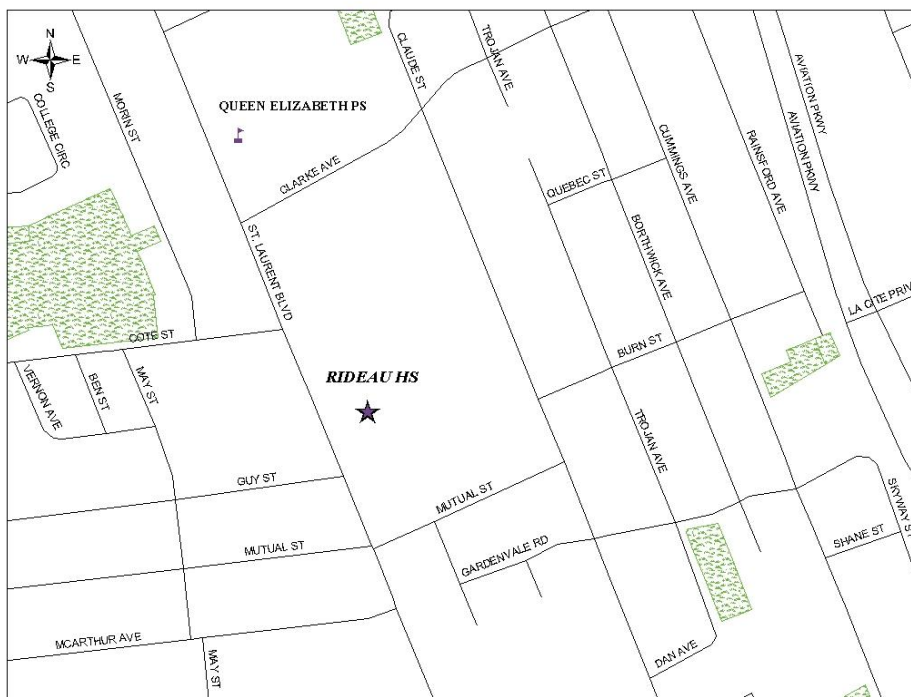 N
W E
S
COLLEGE CIRC
MORIN ST
QUEEN ELIZABETH PS
CLARKE AVE
CLAUDE ST
TROJAN AVE
AVIATION PKWY
AVIATION PKWY
CUMMINGS AVE
RAINSFORD AVE
QUEBEC ST
BORTHWICK AVE
ST. LAURENT BLVD
LA CITE PRIV
COTE ST
BURN ST
VERNON AVE
BEN ST
MAY ST
RIDEAU HS
TROJAN AVE
GUY ST
MUTUAL ST
SKYWAY ST
MUTUAL ST
GARDENVALE RD
SHANE ST
MCARTHUR AVE
MAY ST
DAN AVE